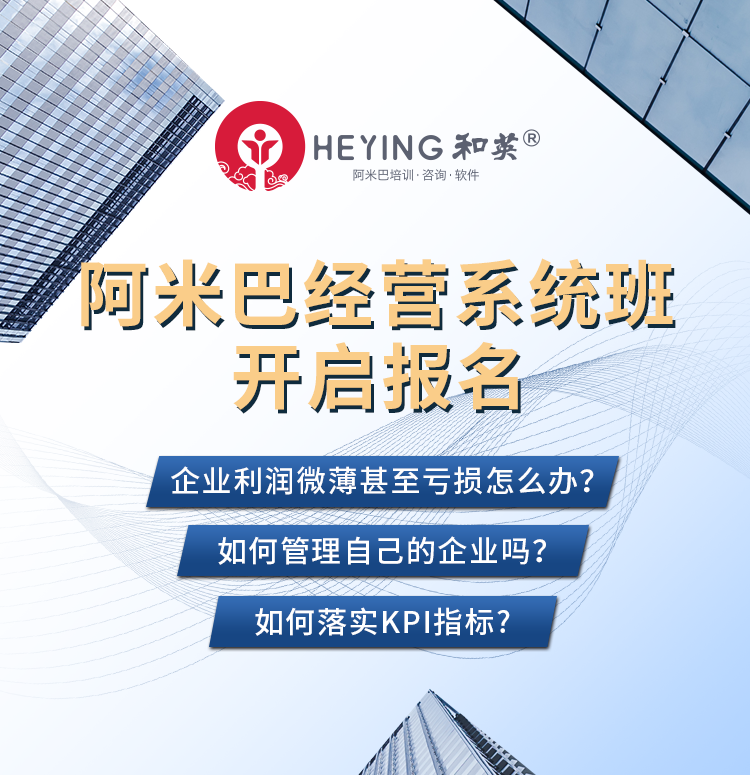 HEYING 和英®
阿米巴培训·咨询·软件
阿米巴经营系统班
开启报名
企业利润微薄甚至亏损怎么办?
如何管理自己的企业吗?
如何落实KPI指标?